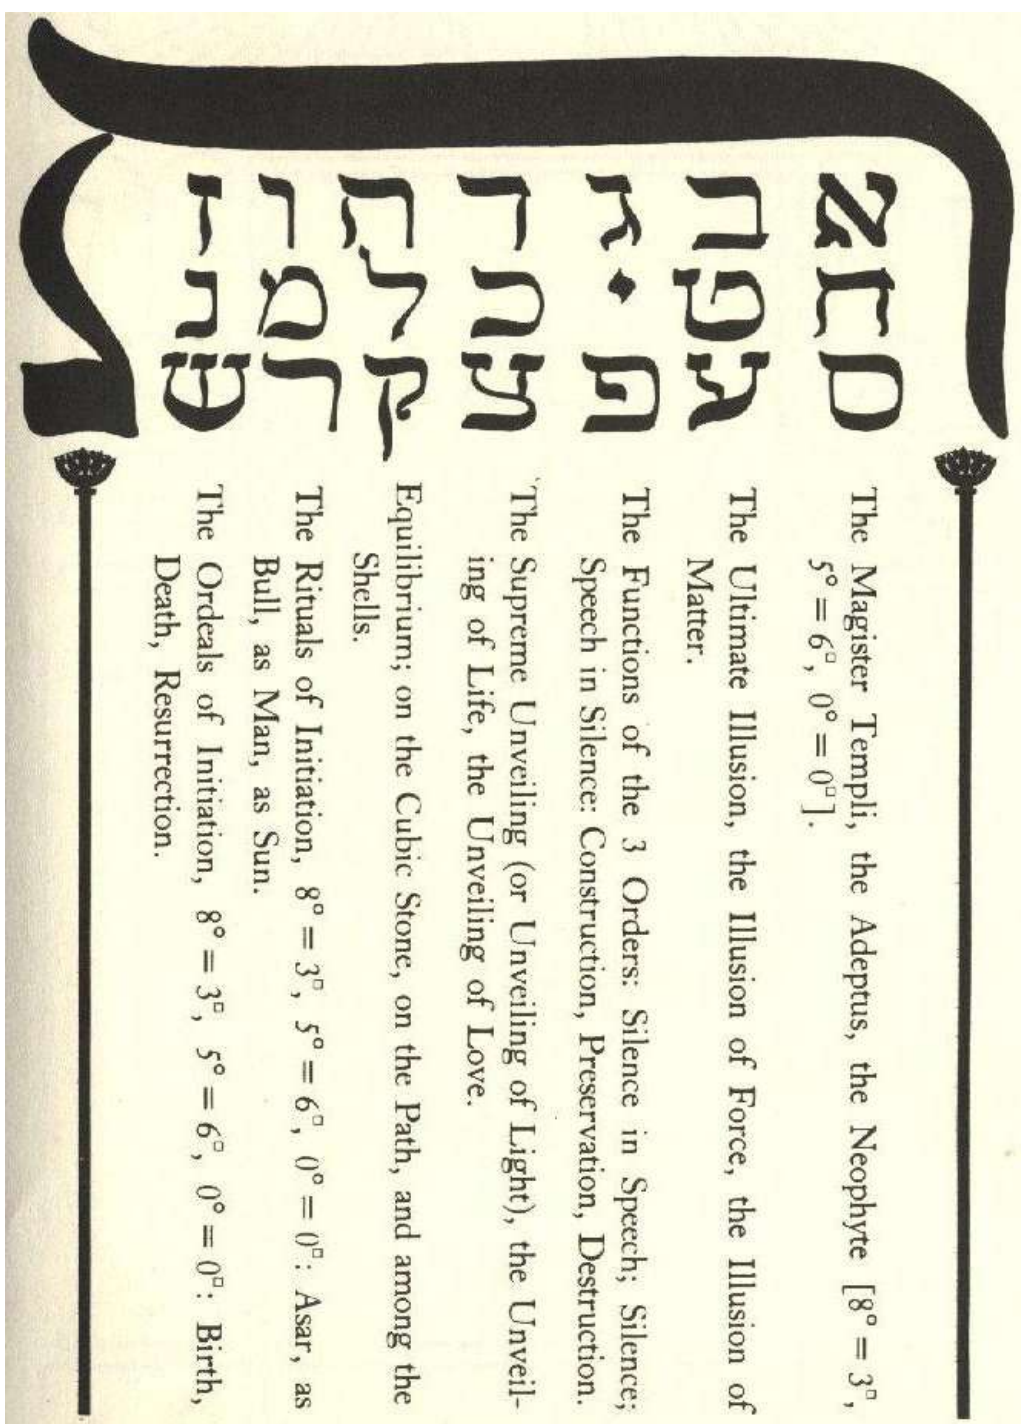 ת
א ח ס The Magister Templi, the Adeptus, the Neophyte [8° = 3□,
5° = 6□, 0° = 0□].
ב ט ע The Ultimate Illusion, the Illusion of Force, the Illusion of
Matter.
ג י פ The Functions of the 3 Orders: Silence in Speech; Silence;
Speech in Silence: Construction, Preservation, Destruction.
ד כ צ The Supreme Unveiling (or Unveiling of Light), the Unveil-
ing of Life, the Unveiling of Love.
ה ל ק Equilibrium; on the Cubic Stone, on the Path, and among the
Shells.
ו מ ר The Rituals of Initiation, 8° = 3□, 5° = 6□, 0° = 0□: Asar, as
Bull, as Man, as Sun.
ז נ ש The Ordeals of Initiation, 8° = 3□, 5° = 6□, 0° = 0□: Birth,
Death, Resurrection.